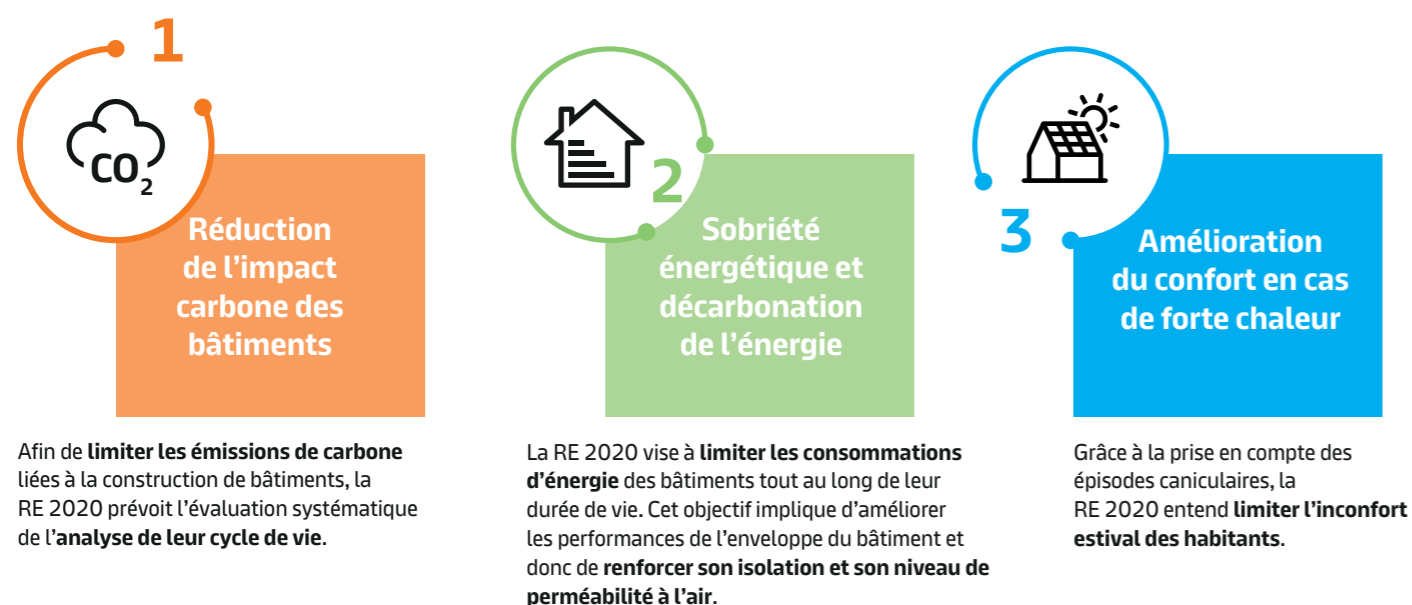 1
CO2
Réduction
de l’impact
carbone des
bâtiments
Afin de limiter les émissions de carbone
liées à la construction de bâtiments, la
RE 2020 prévoit l’évaluation systématique
de l’analyse de leur cycle de vie.
2
Sobriété
énergétique et
décarbonation
de l’énergie
La RE 2020 vise à limiter les consommations
d’énergie des bâtiments tout au long de leur
durée de vie. Cet objectif implique d’améliorer
les performances de l’enveloppe du bâtiment et
donc de renforcer son isolation et son niveau de
perméabilité à l’air.
3
Amélioration
du confort en cas
de forte chaleur
Grâce à la prise en compte des
épisodes caniculaires, la
RE 2020 entend limiter l’inconfort
estival des habitants.